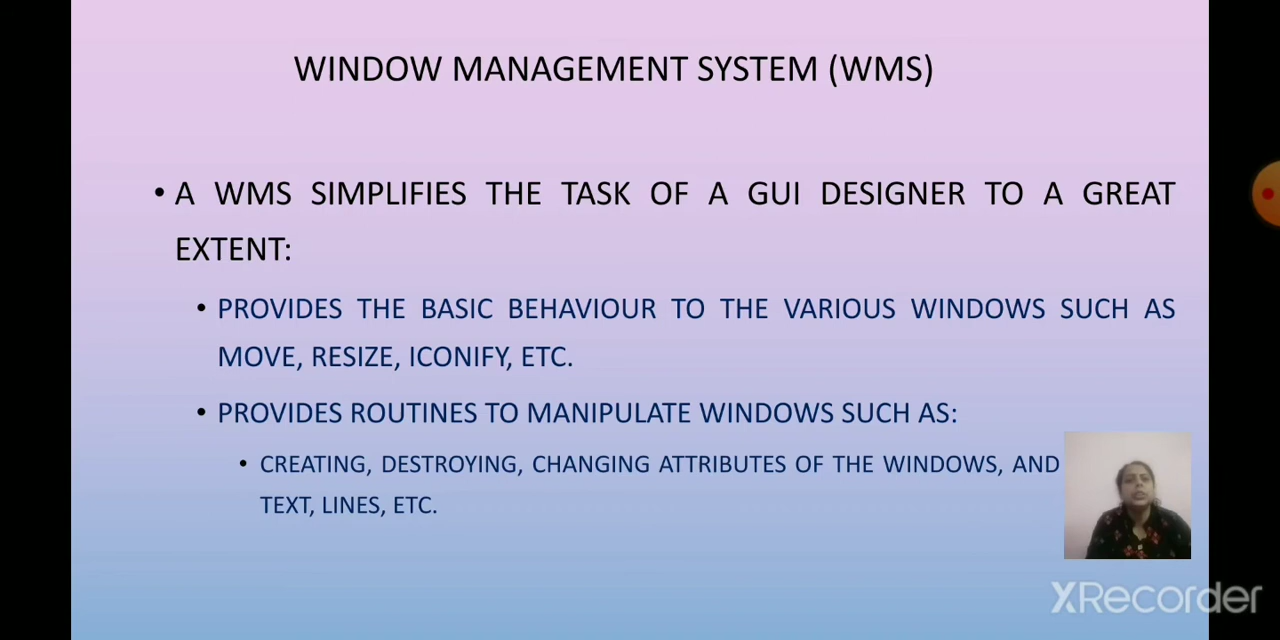 WINDOW MANAGEMENT SYSTEM (WMS)
• A WMS SIMPLIFIES THE TASK OF A GUI DESIGNER TO A GREAT
EXTENT:
• PROVIDES THE BASIC BEHAVIOUR TO THE VARIOUS WINDOWS SUCH AS
MOVE, RESIZE, ICONIFY, ETC.
• PROVIDES ROUTINES TO MANIPULATE WINDOWS SUCH AS:
• CREATING, DESTROYING, CHANGING ATTRIBUTES OF THE WINDOWS, AND
TEXT, LINES, ETC.
XRecorder